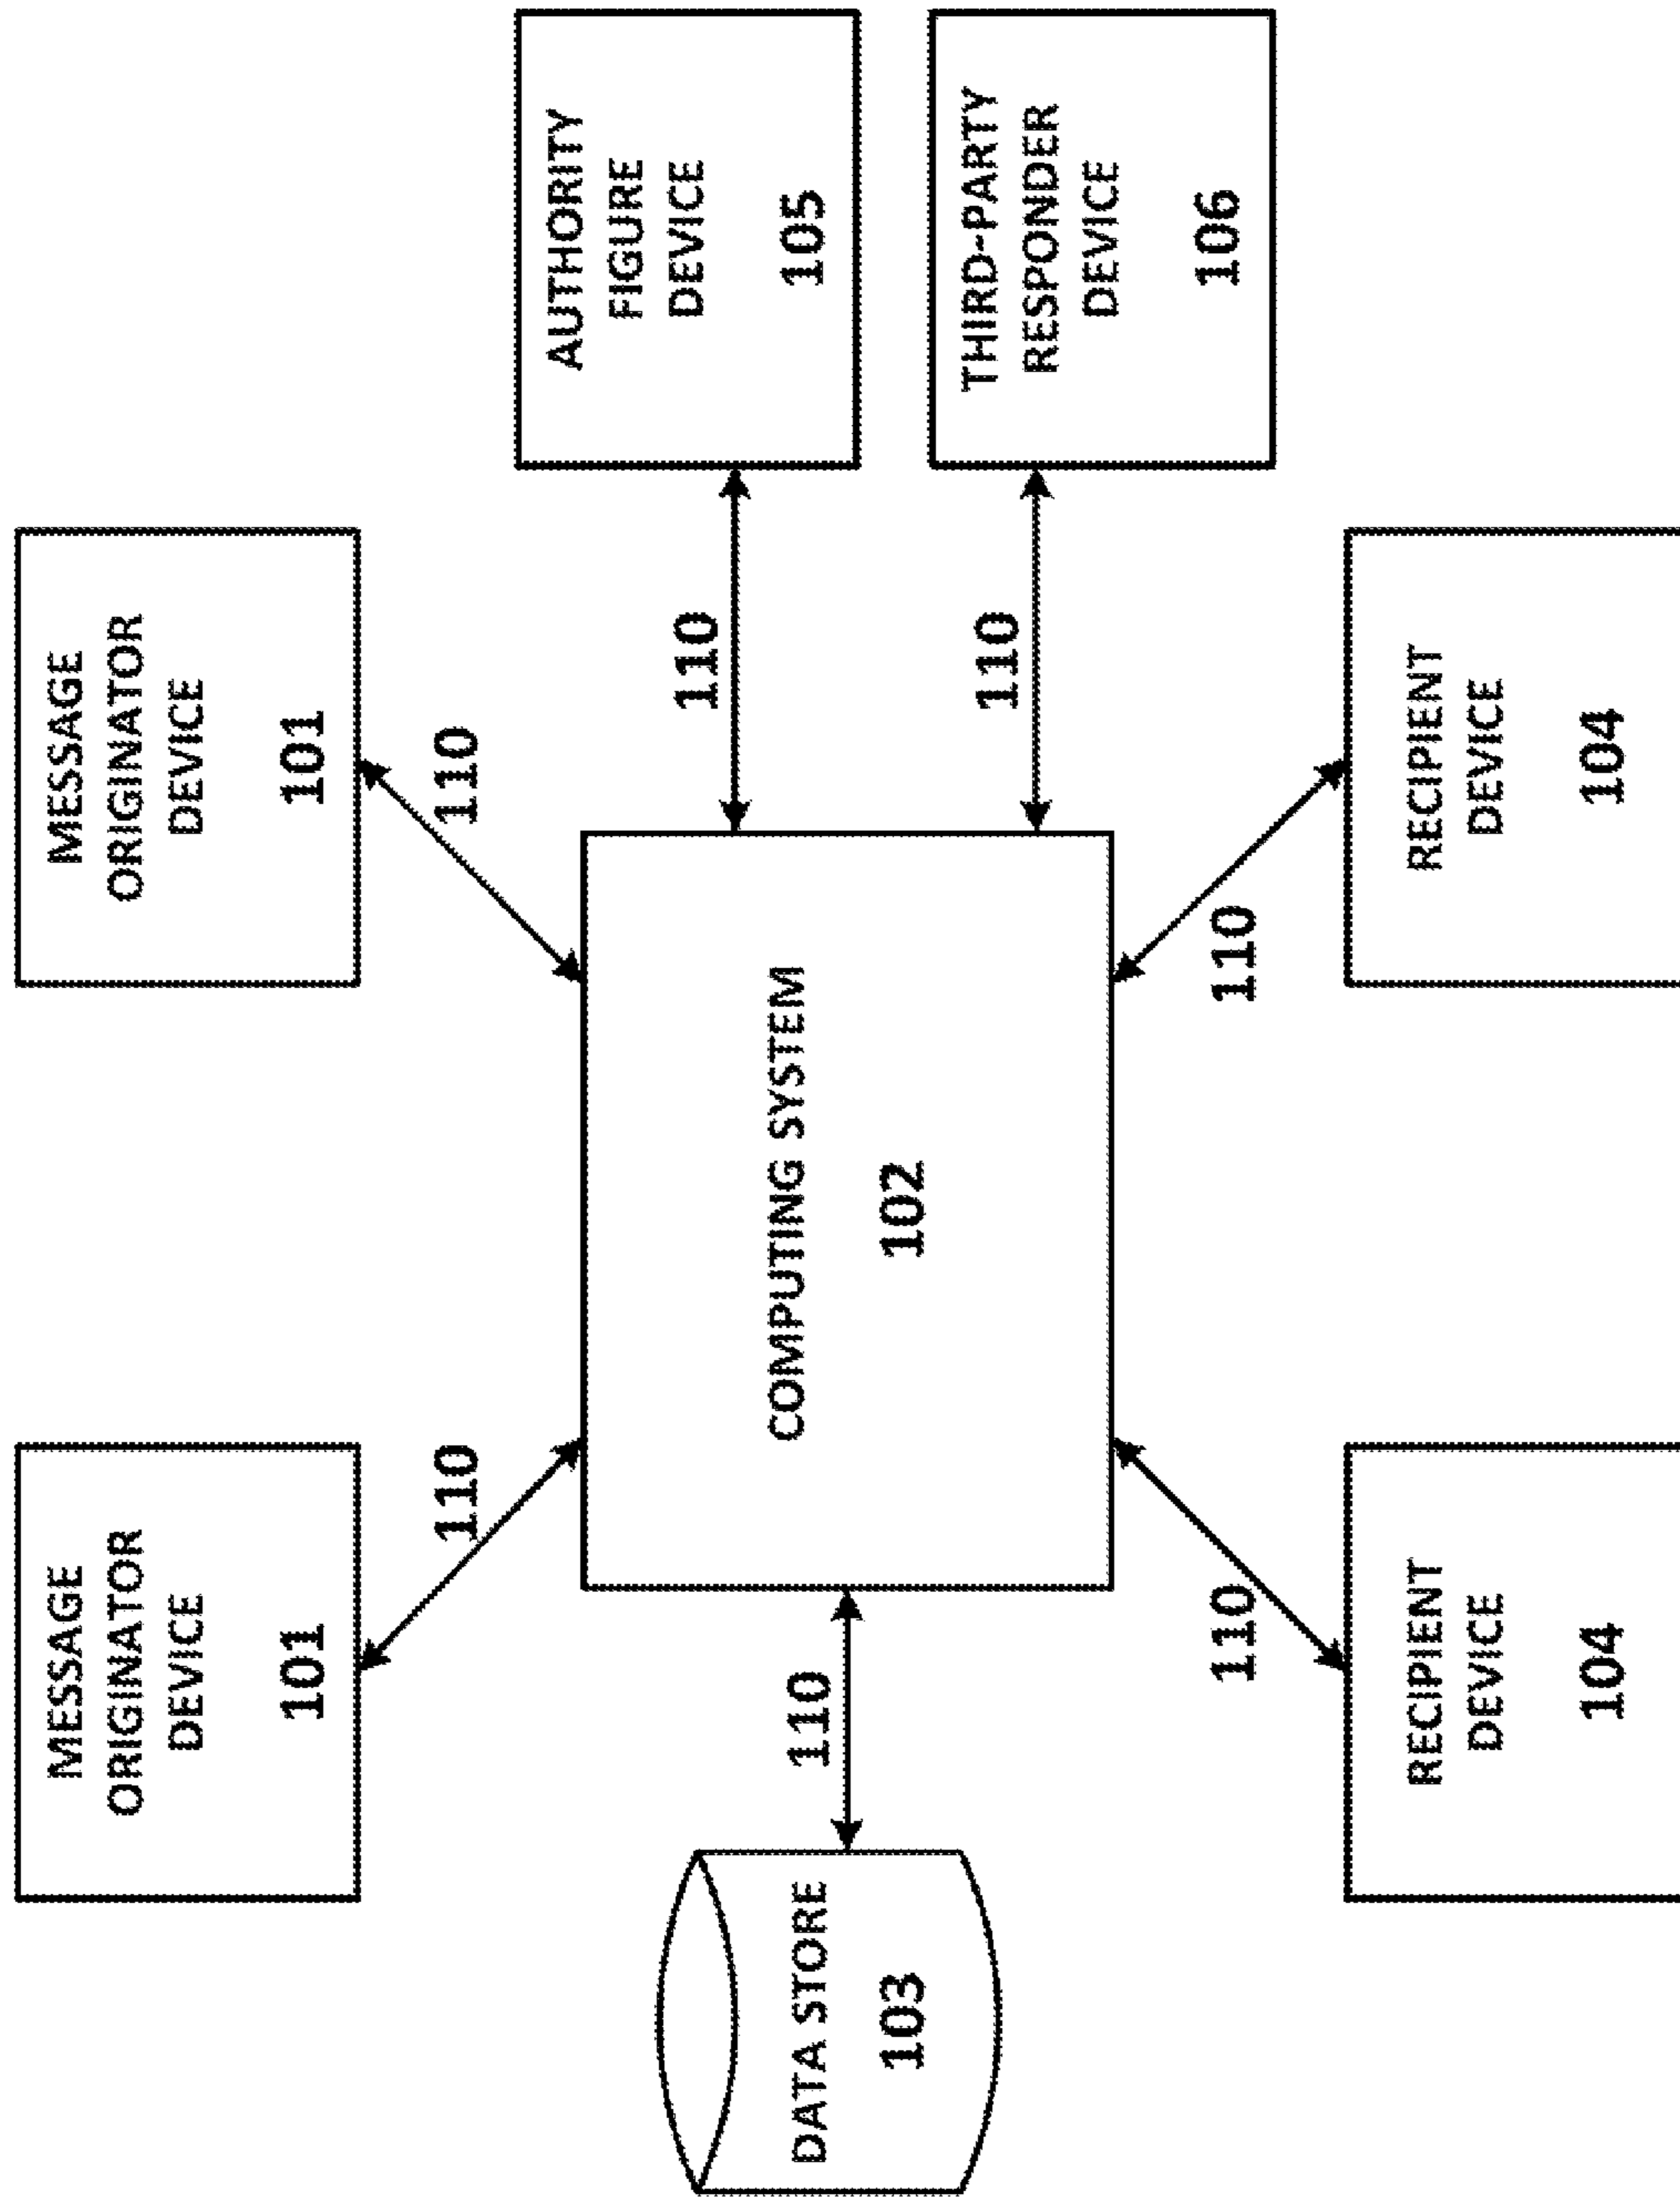 MESSAGE
ORIGINATOR
DEVICE
101
MESSAGE
ORIGINATOR
DEVICE
101
110
110
DATA STORE
103
110
COMPUTING SYSTEM
102
110
AUTHORITY
FIGURE
DEVICE
105
110
THIRD-PARTY
RESPONDER
DEVICE
106
110
110
RECIPIENT
DEVICE
104
RECIPIENT
DEVICE
104